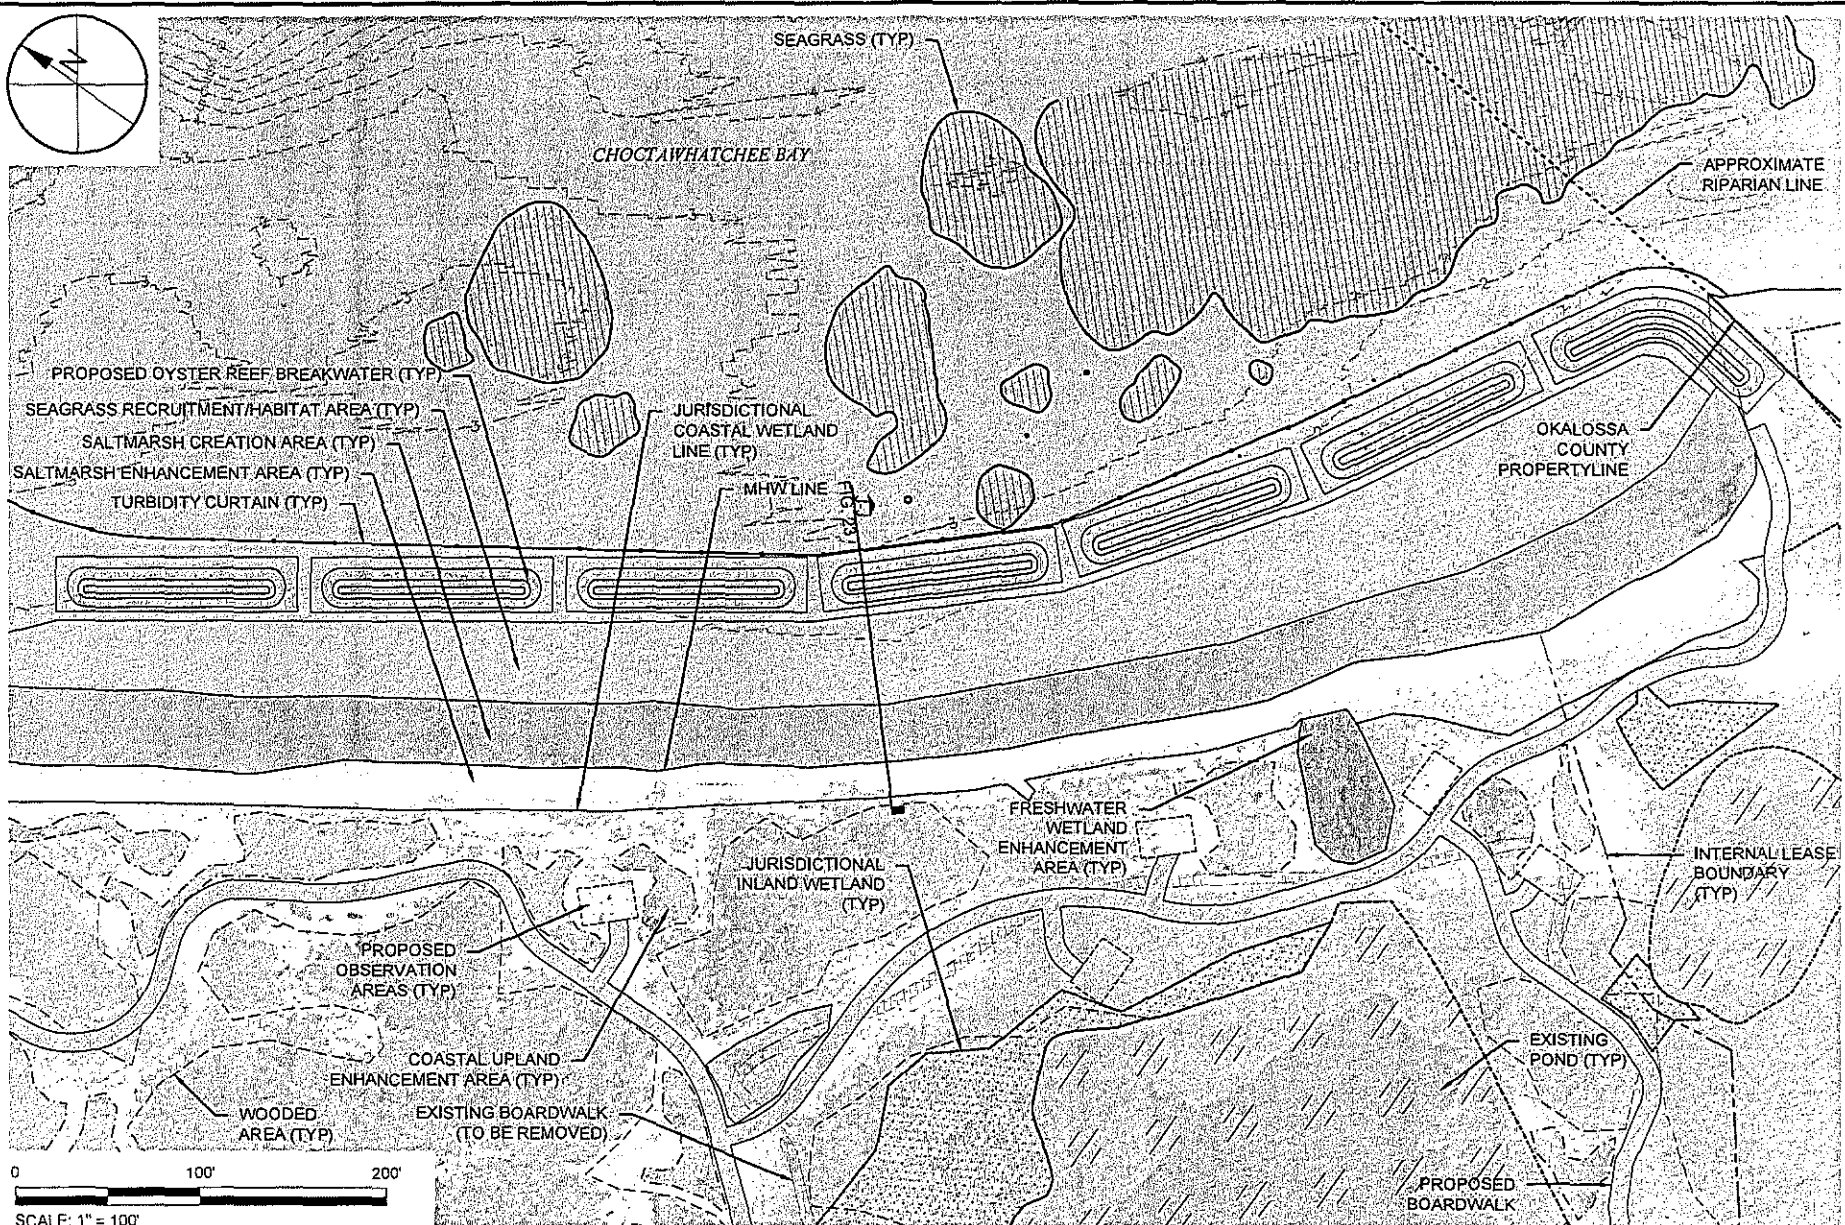 N
SEAGRASS (TYP)
CHOCTAWHATCHEE BAY
APPROXIMATE
RIPARIAN LINE
PROPOSED OYSTER REEF BREAKWATER (TYP)
SEAGRASS RECRUITMENT/HABITAT AREA (TYP)
SALTMARSH CREATION AREA (TYP)
SALTMARSH ENHANCEMENT AREA (TYP)
TURBIDITY CURTAIN (TYP)
JURISDICTIONAL
COASTAL WETLAND
LINE (TYP)
MHW LINE
OKALOSSA
COUNTY
PROPERTYLINE
FRESHWATER
WETLAND
ENHANCEMENT
AREA (TYP)
JURISDICTIONAL
INLAND WETLAND
(TYP)
INTERNAL LEASE
BOUNDARY
(TYP)
PROPOSED
OBSERVATION
AREAS (TYP)
COASTAL UPLAND
ENHANCEMENT AREA (TYP)
EXISTING
POND (TYP)
WOODED
AREA (TYP)
EXISTING BOARDWALK
(TO BE REMOVED)
PROPOSED
BOARDWALK
0 100' 200'
SCALE: 1" = 100'